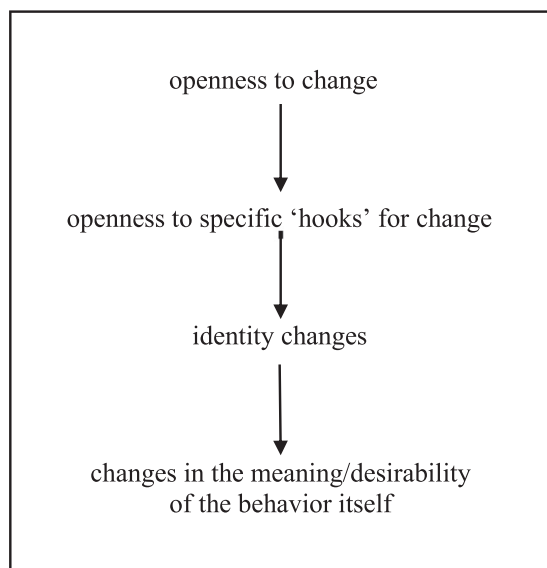 openness to change
openness to specific ‘hooks’ for change
identity changes
changes in the meaning/desirability
of the behavior itself